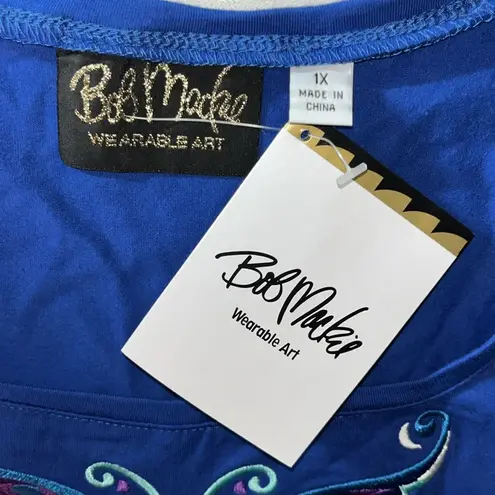 Bob Mackie
WEARABLE ART
1X
MADE IN
CHINA
Bob Mackie
Wearable Art